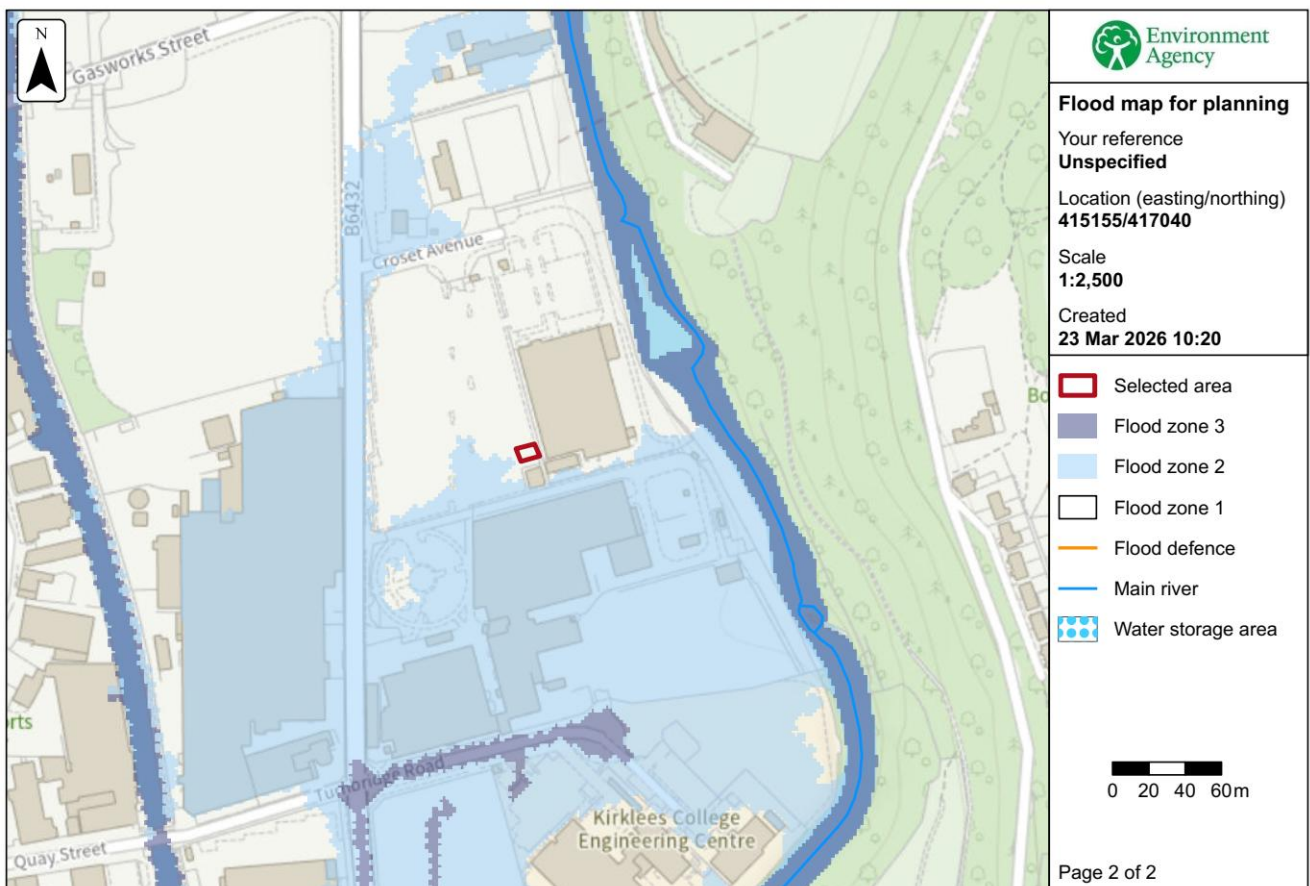 N
Gasworks Street
B6432
Croset Avenue
Bo
orts
Turnbridge Road
Quay Street
Kirklees College
Engineering Centre
Environment
Agency
Flood map for planning
Your reference
Unspecified
Location (easting/northing)
415155/417040
Scale
1:2,500
Created
23 Mar 2026 10:20
Selected area
Flood zone 3
Flood zone 2
Flood zone 1
Flood defence
Main river
Water storage area
0 20 40 60m
Page 2 of 2